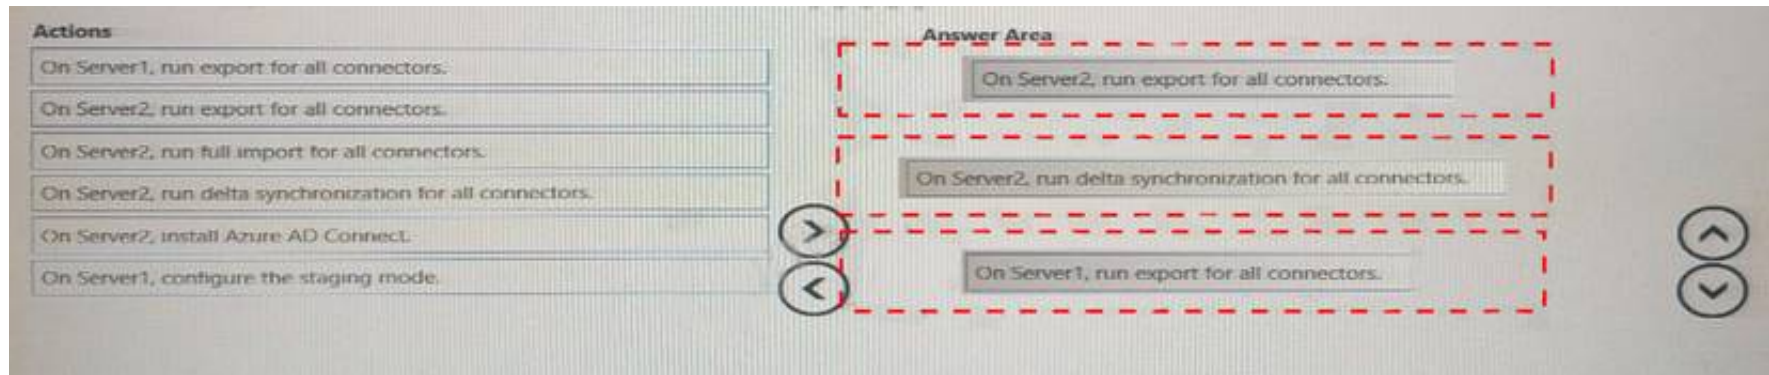 Actions
On Server1, run export for all connectors.
On Server2, run export for all connectors.
On Server2, run full import for all connectors.
On Server2, run delta synchronization for all connectors.
On Server2, install Azure AD Connect.
On Server1, configure the staging mode.
Answer Area
On Server2, run export for all connectors.
On Server2, run delta synchronization for all connectors.
On Server1, run export for all connectors.